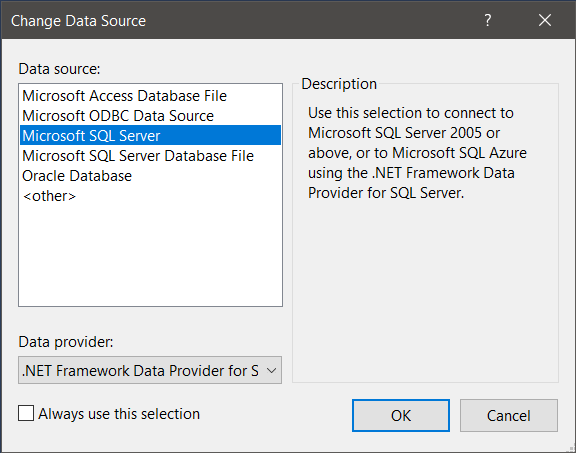 Change Data Source
?
Data source:
Microsoft Access Database File
Microsoft ODBC Data Source
Microsoft SQL Server
Microsoft SQL Server Database File
Oracle Database
<other>
Description
Use this selection to connect to
Microsoft SQL Server 2005 or
above, or to Microsoft SQL Azure
using the .NET Framework Data
Provider for SQL Server.
Data provider:
.NET Framework Data Provider for S
Always use this selection
OK
Cancel